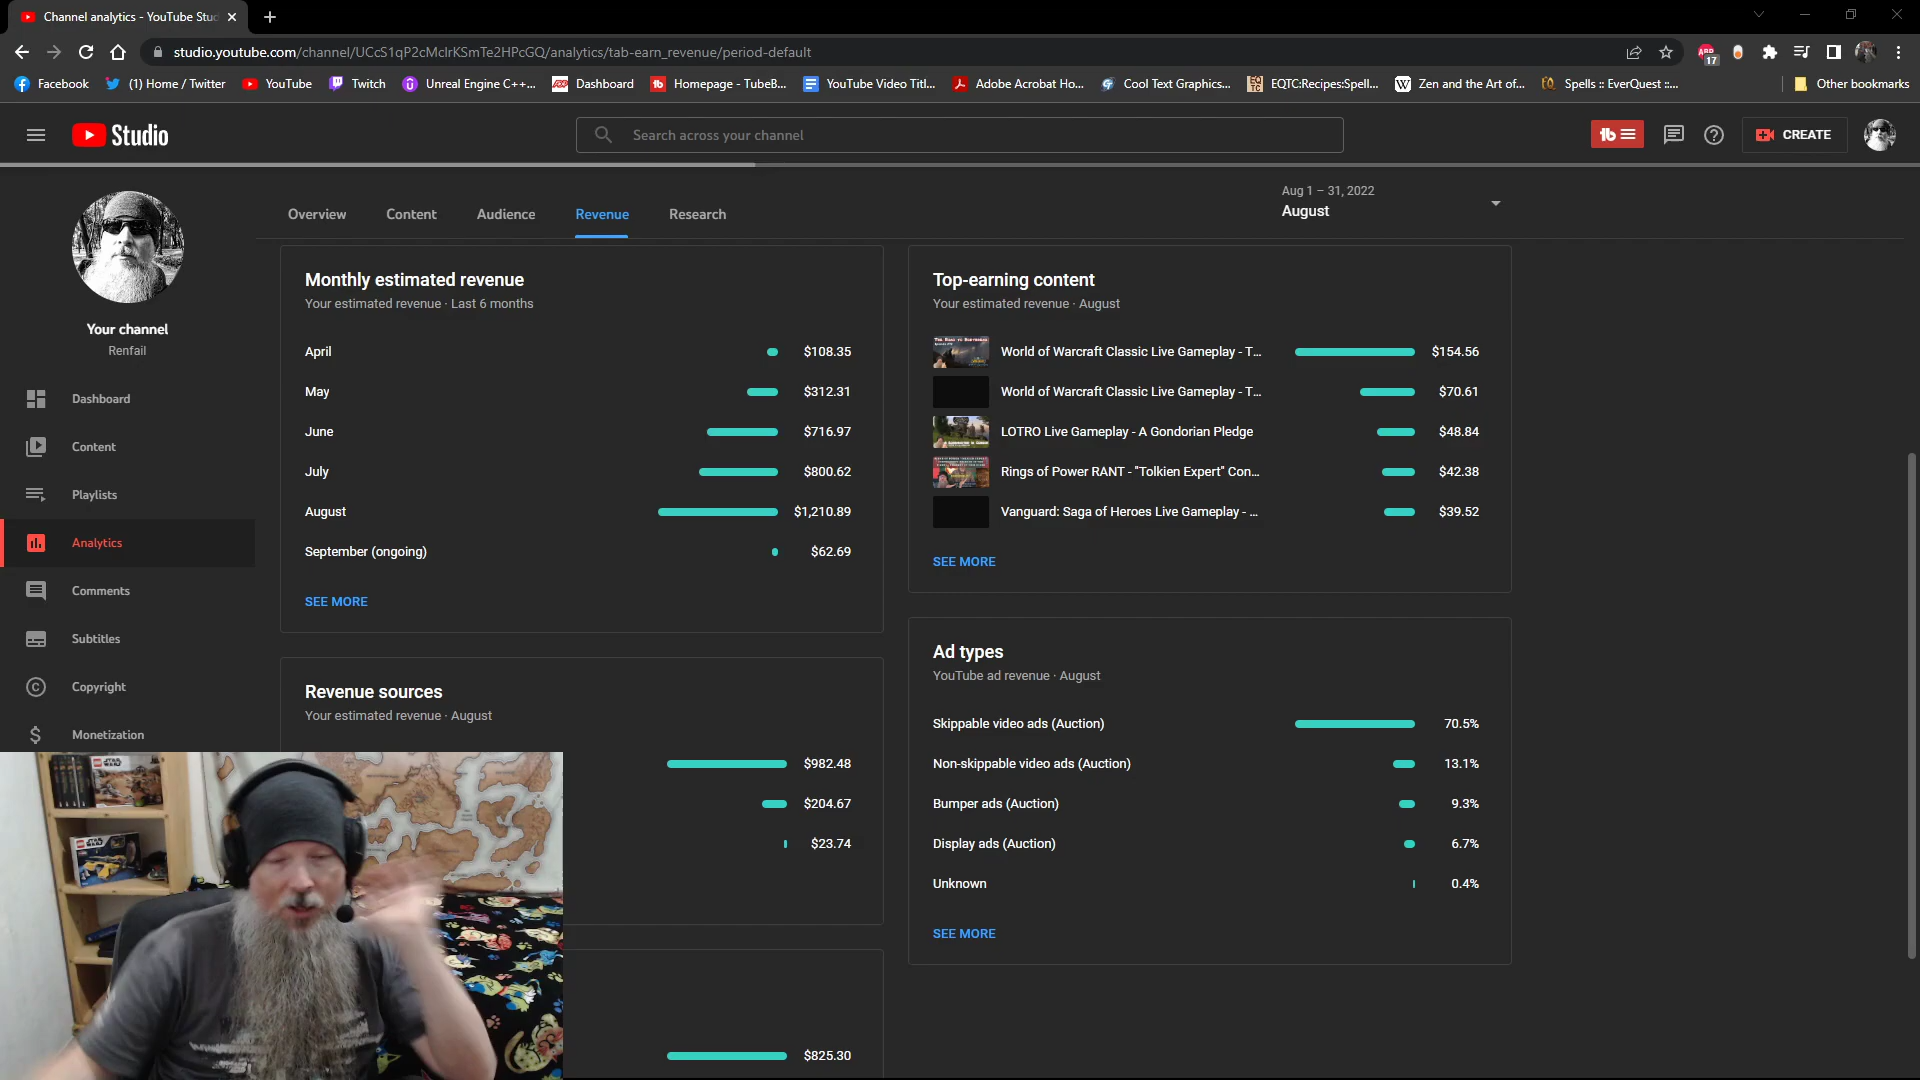 Channel analytics - YouTube Stud
studio.youtube.com/channel/UCcS1qP2cMclrKSmTe2HPcGQ/analytics/tab-earn_revenue/period-default
17
Facebook
(1) Home / Twitter
YouTube
Twitch
Unreal Engine C++...
Dashboard
Homepage - TubeB...
YouTube Video Titl...
Adobe Acrobat Ho...
Cool Text Graphics...
EQTC:Recipes:Spell...
Zen and the Art of...
Spells :: EverQuest ::...
Other bookmarks
Studio
Search across your channel
CREATE
Your channel
Renfail
Dashboard
Content
Playlists
Analytics
Comments
Subtitles
Copyright
Monetization
Overview
Content
Audience
Revenue
Research
Aug 1 – 31, 2022
August
Monthly estimated revenue
Your estimated revenue · Last 6 months
April $108.35
May $312.31
June $716.97
July $800.62
August $1,210.89
September (ongoing) $62.69
SEE MORE
Top-earning content
Your estimated revenue · August
World of Warcraft Classic Live Gameplay - T... $154.56
World of Warcraft Classic Live Gameplay - T... $70.61
LOTRO Live Gameplay - A Gondorian Pledge $48.84
Rings of Power RANT - "Tolkien Expert" Con... $42.38
Vanguard: Saga of Heroes Live Gameplay - ... $39.52
SEE MORE
Revenue sources
Your estimated revenue · August
$982.48
$204.67
$23.74
$825.30
Ad types
YouTube ad revenue · August
Skippable video ads (Auction) 70.5%
Non-skippable video ads (Auction) 13.1%
Bumper ads (Auction) 9.3%
Display ads (Auction) 6.7%
Unknown 0.4%
SEE MORE